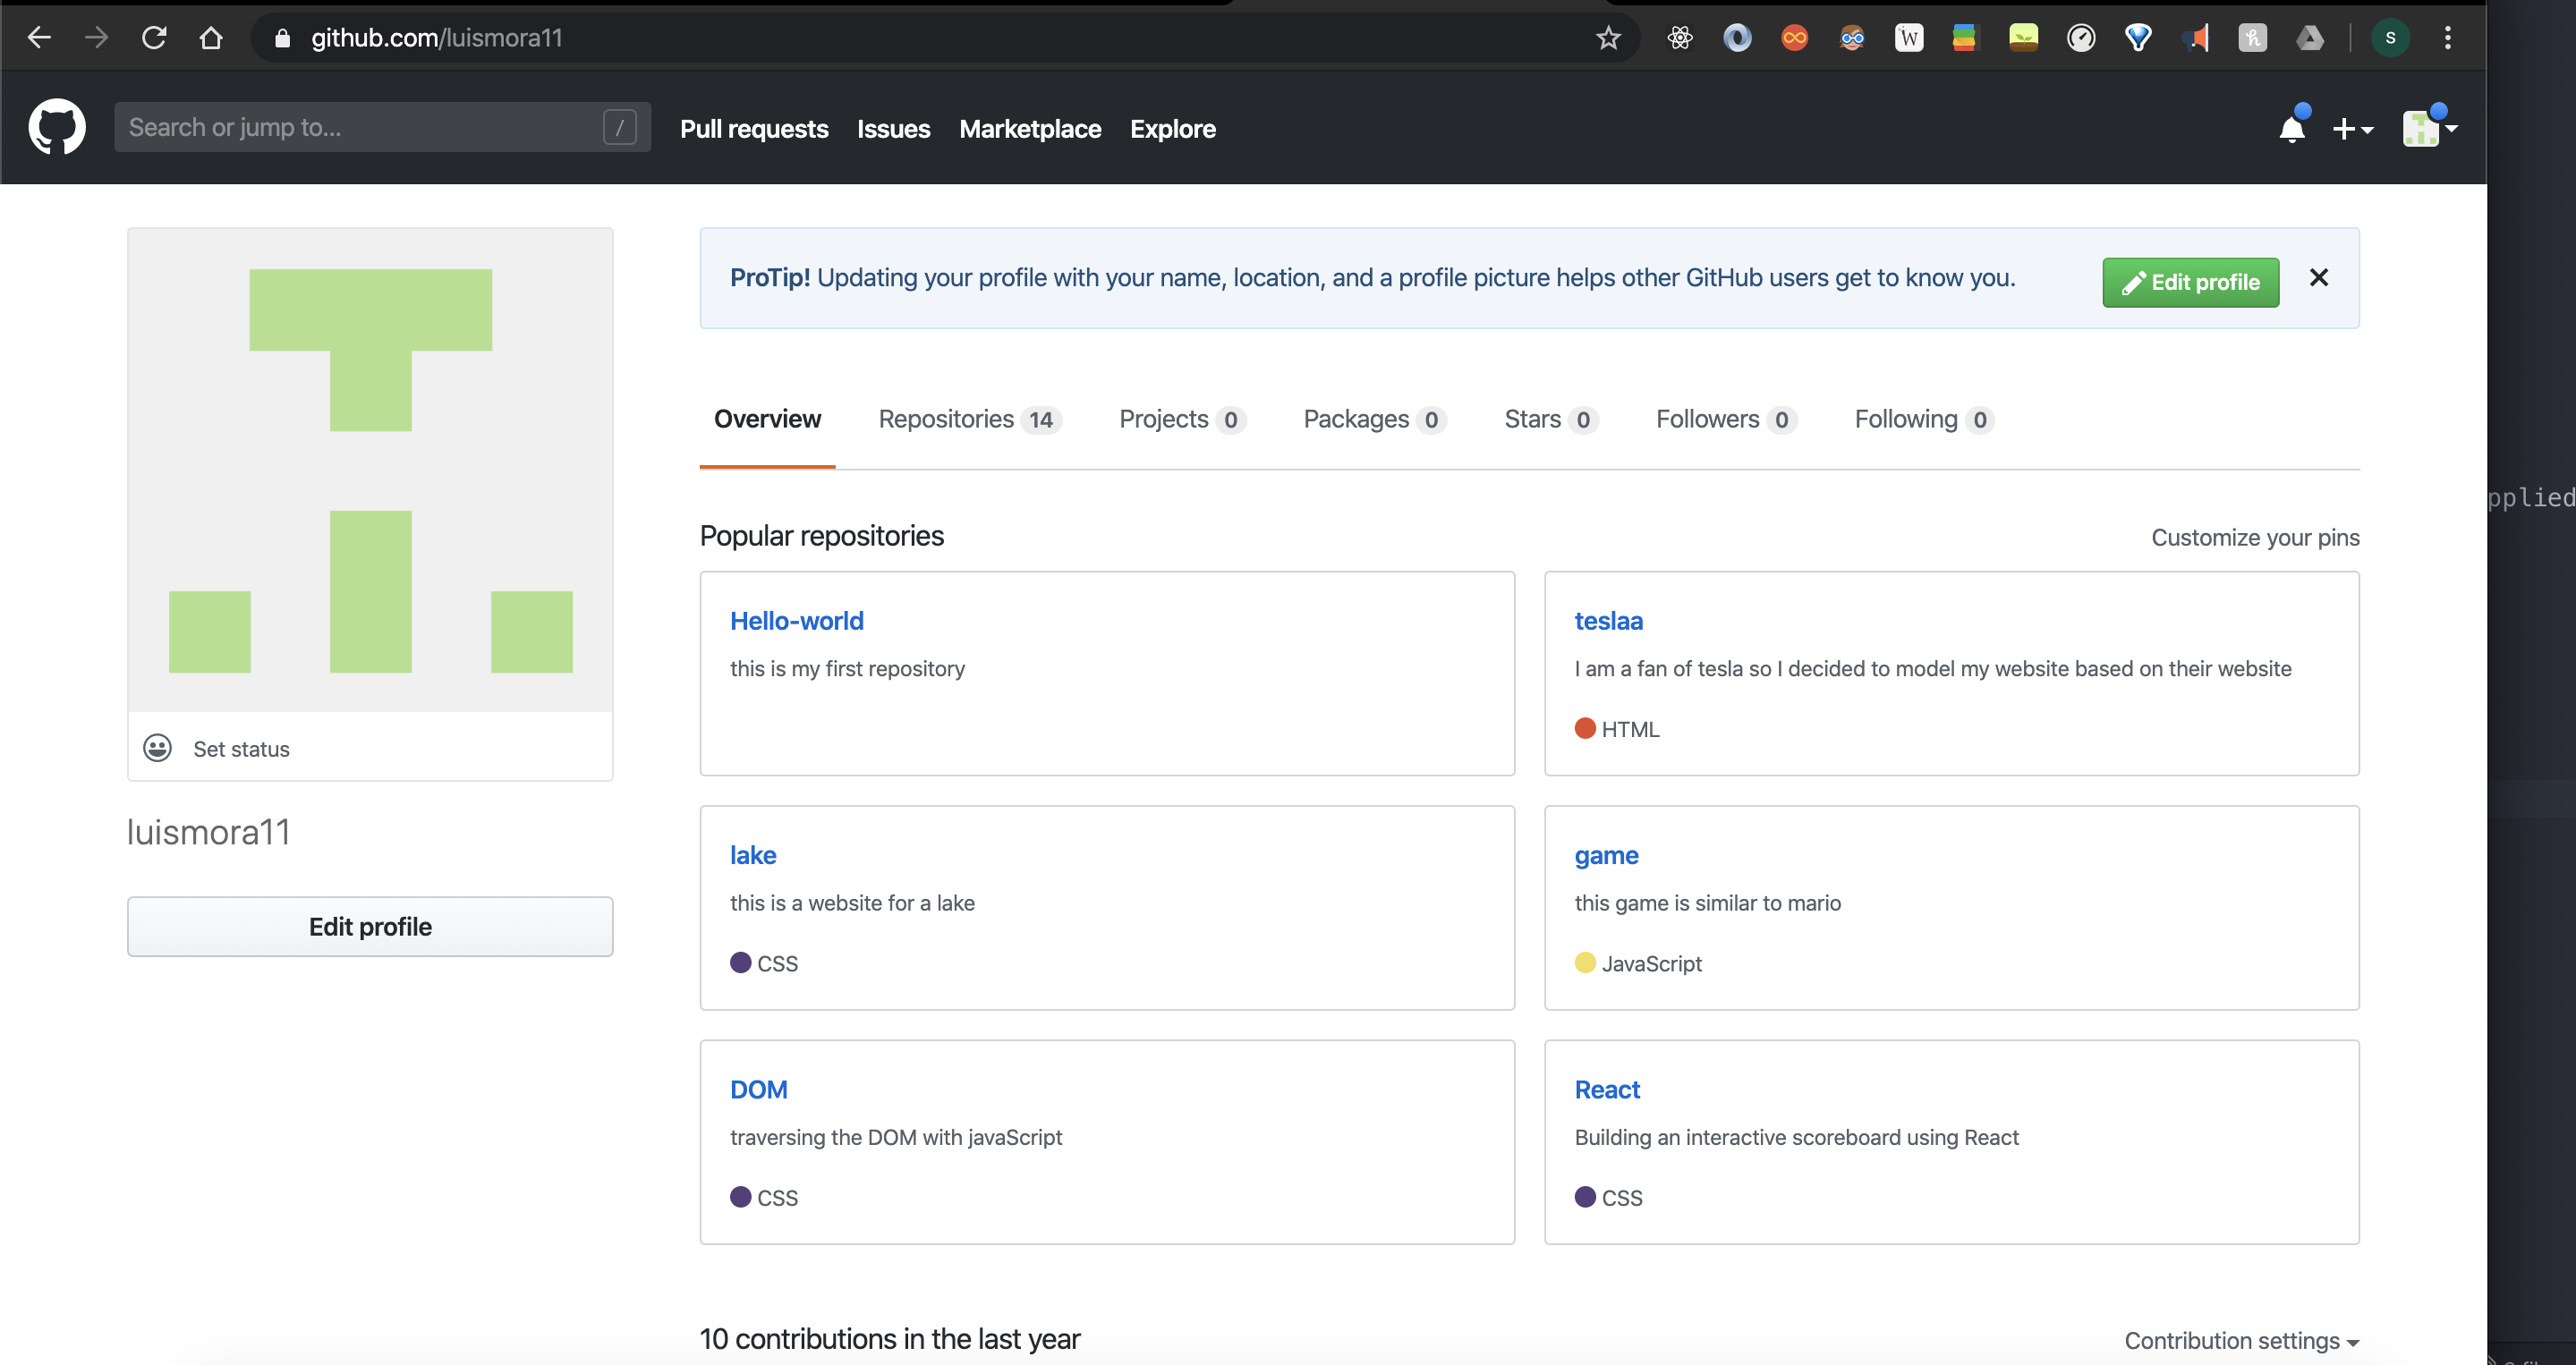 github.com/luismora11
S
Search or jump to... /
Pull requests Issues Marketplace Explore
ProTip! Updating your profile with your name, location, and a profile picture helps other GitHub users get to know you.
Edit profile
Overview Repositories 14 Projects 0 Packages 0 Stars 0 Followers 0 Following 0
pplied
Popular repositories
Customize your pins
Hello-world
this is my first repository
teslaa
I am a fan of tesla so I decided to model my website based on their website
HTML
Set status
luismora11
Edit profile
lake
this is a website for a lake
CSS
game
this game is similar to mario
JavaScript
DOM
traversing the DOM with javaScript
CSS
React
Building an interactive scoreboard using React
CSS
10 contributions in the last year
Contribution settings